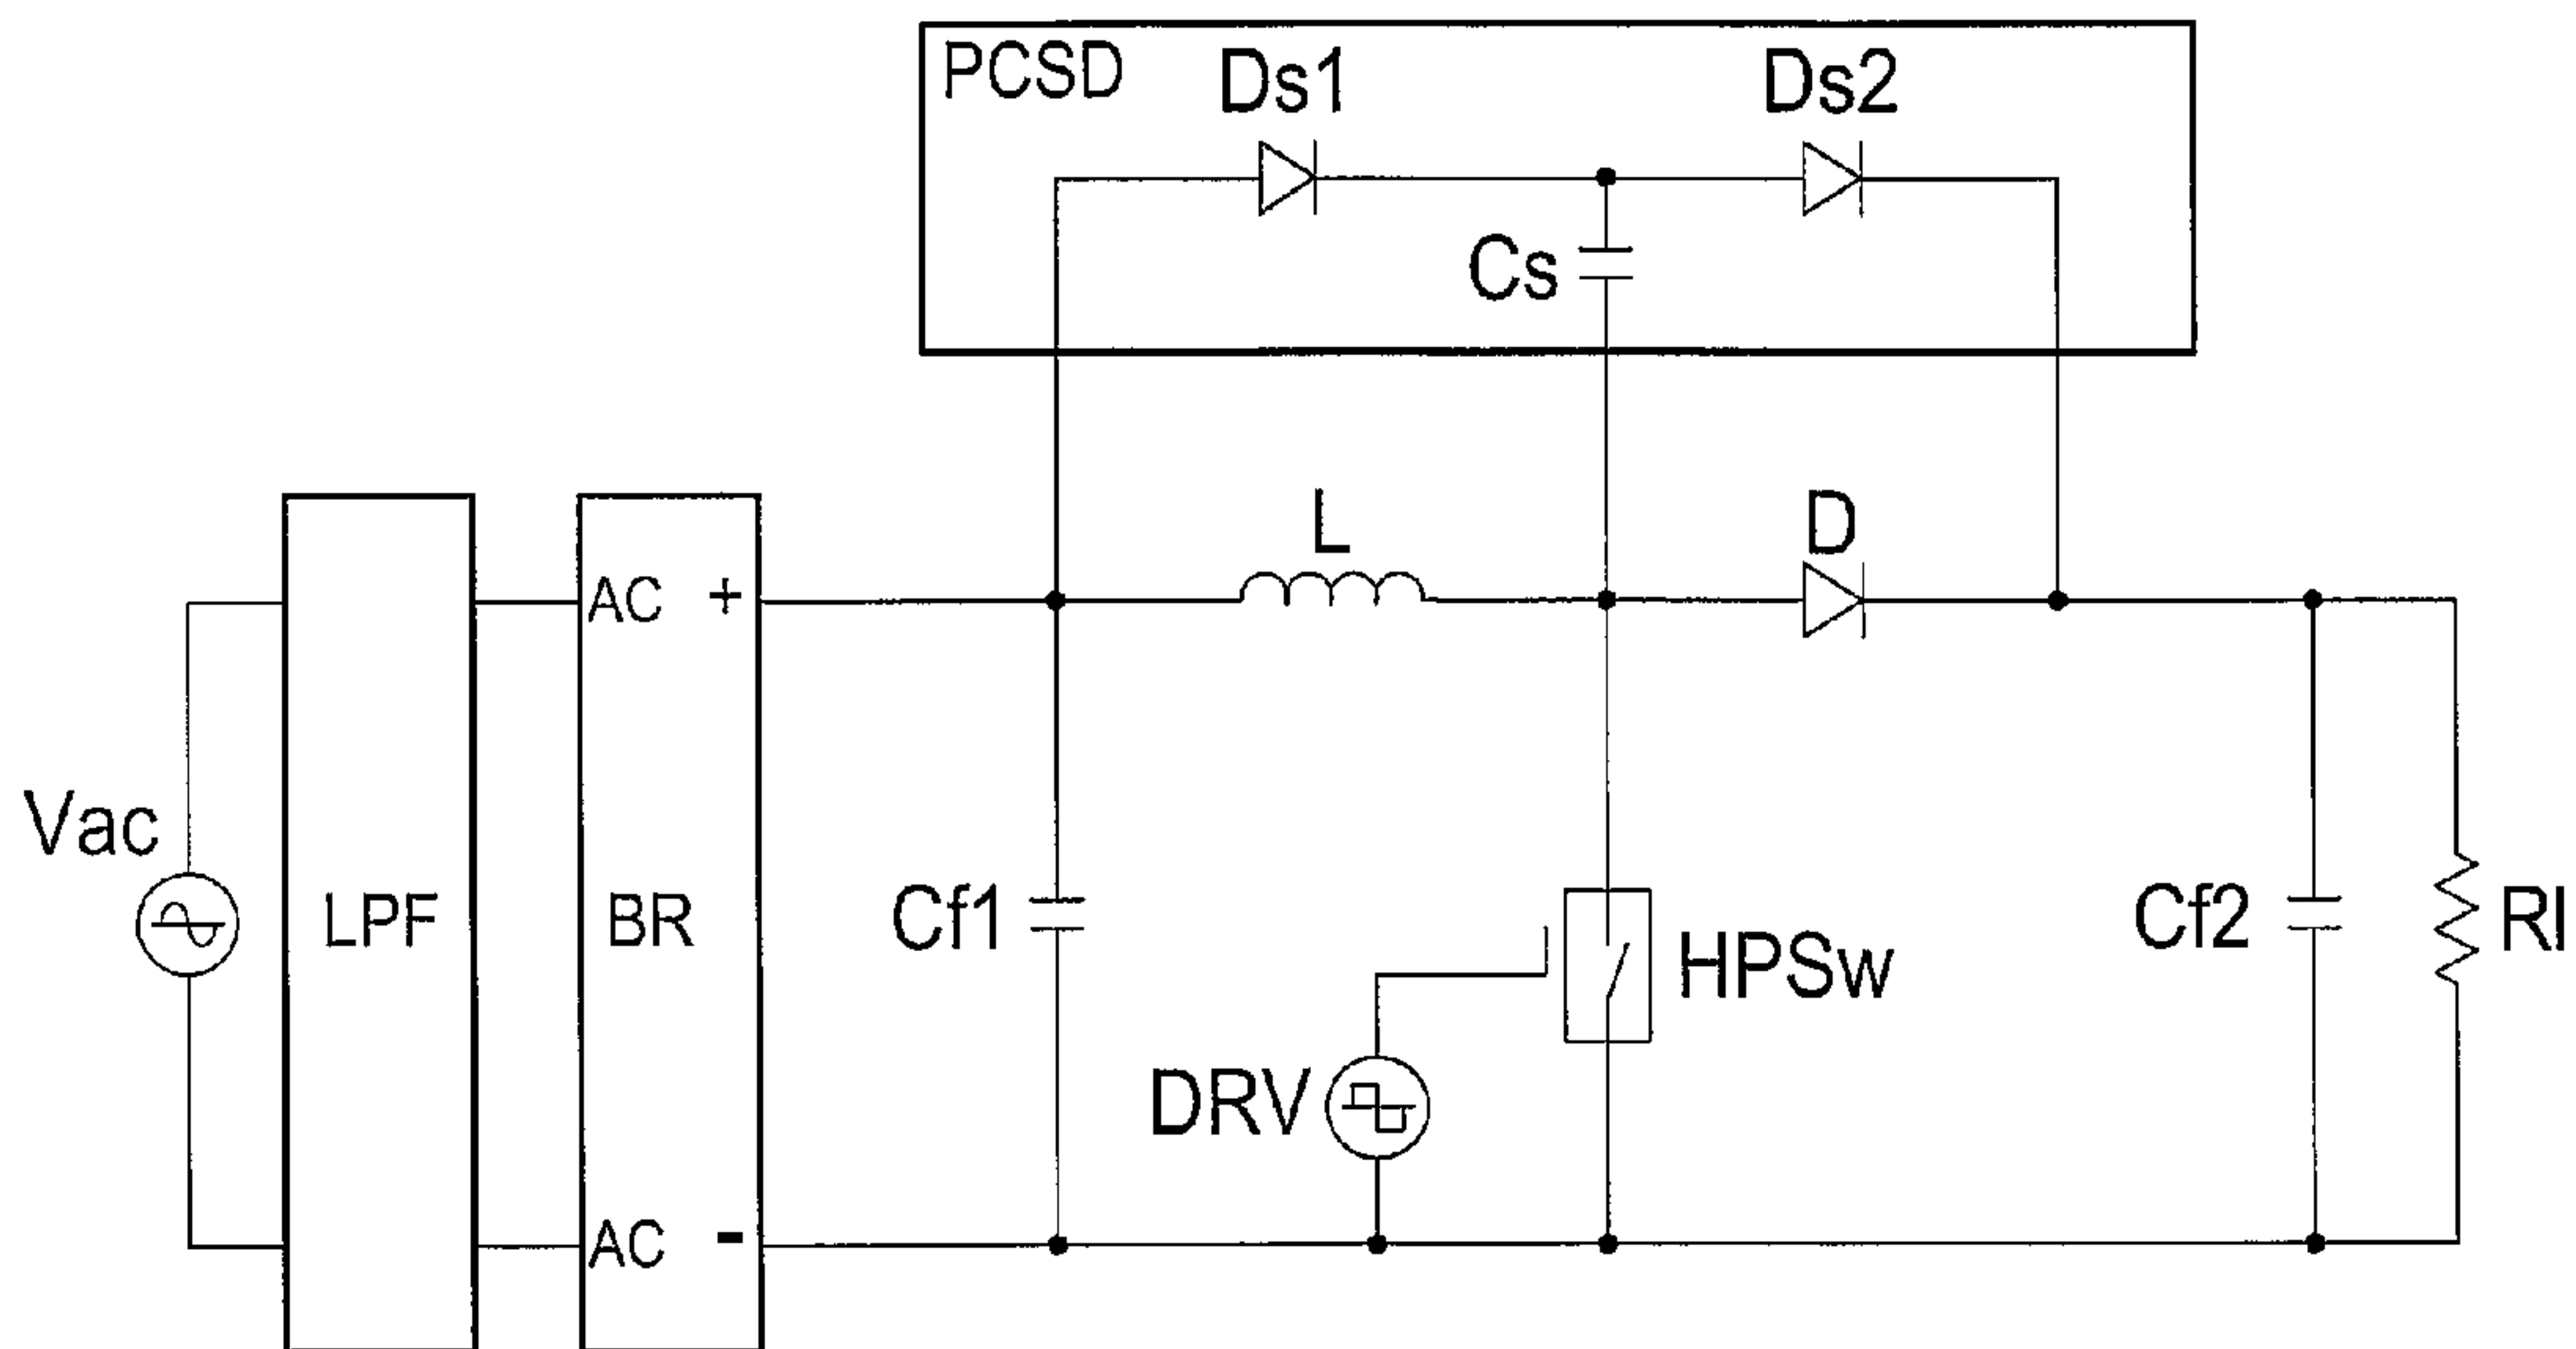 PCSD
Ds1
Ds2
Cs
L
D
AC +
Vac
LPF
BR
Cf1
HPSw
Cf2
Rl
DRV
AC -